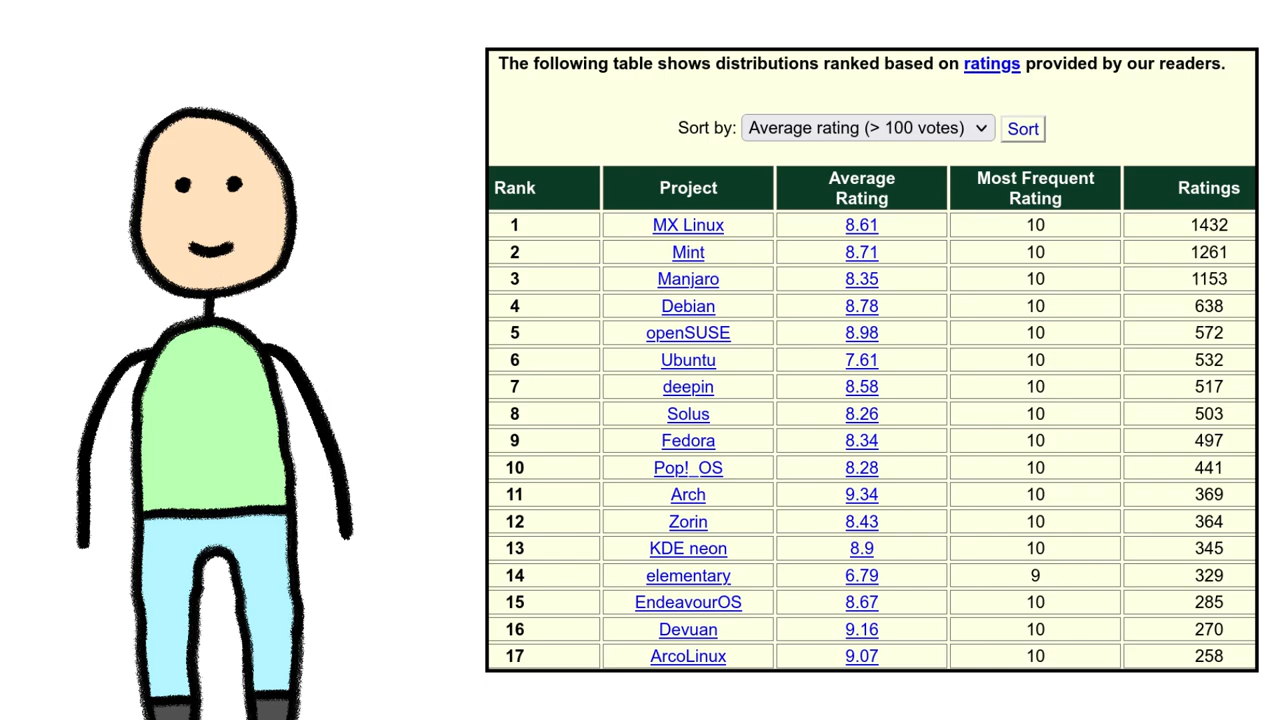 The following table shows distributions ranked based on ratings provided by our readers.
Sort by: Average rating (> 100 votes) Sort
Rank Project Average Rating Most Frequent Rating Ratings
1 MX Linux 8.61 10 1432
2 Mint 8.71 10 1261
3 Manjaro 8.35 10 1153
4 Debian 8.78 10 638
5 openSUSE 8.98 10 572
6 Ubuntu 7.61 10 532
7 deepin 8.58 10 517
8 Solus 8.26 10 503
9 Fedora 8.34 10 497
10 Pop!_OS 8.28 10 441
11 Arch 9.34 10 369
12 Zorin 8.43 10 364
13 KDE neon 8.9 10 345
14 elementary 6.79 9 329
15 EndeavourOS 8.67 10 285
16 Devuan 9.16 10 270
17 ArcoLinux 9.07 10 258